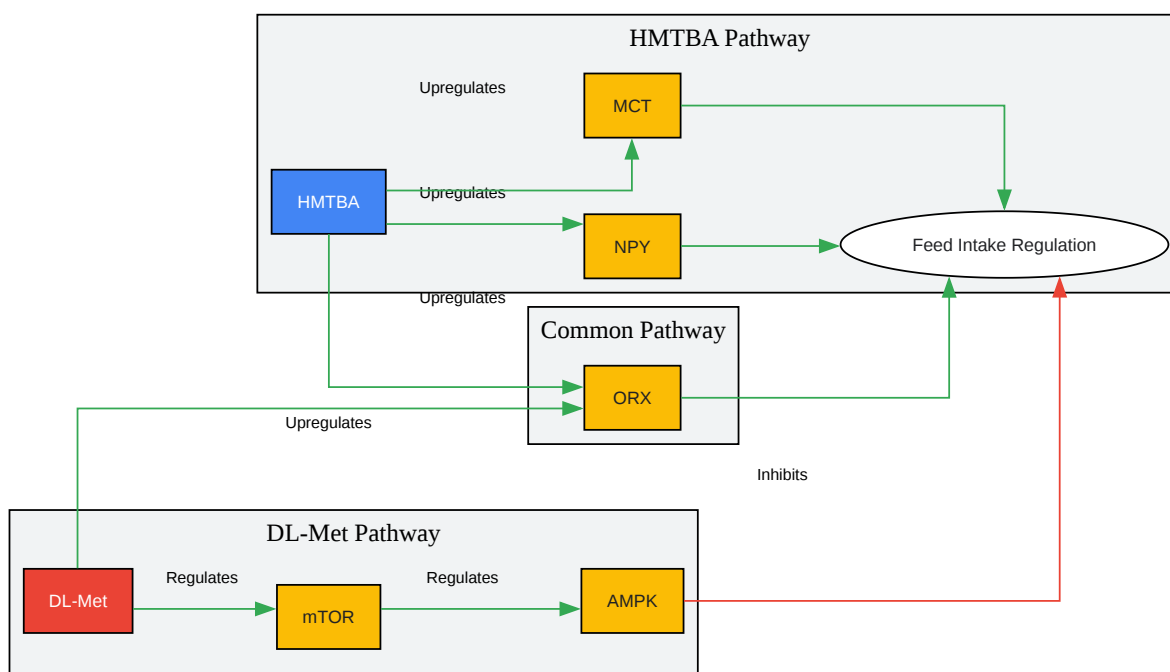 HMTBA Pathway
Upregulates
MCT
HMTBA
Upregulates
NPY
Feed Intake Regulation
Upregulates
Common Pathway
ORX
Upregulates
Inhibits
DL-Met Pathway
Regulates
Regulates
DL-Met
mTOR
AMPK